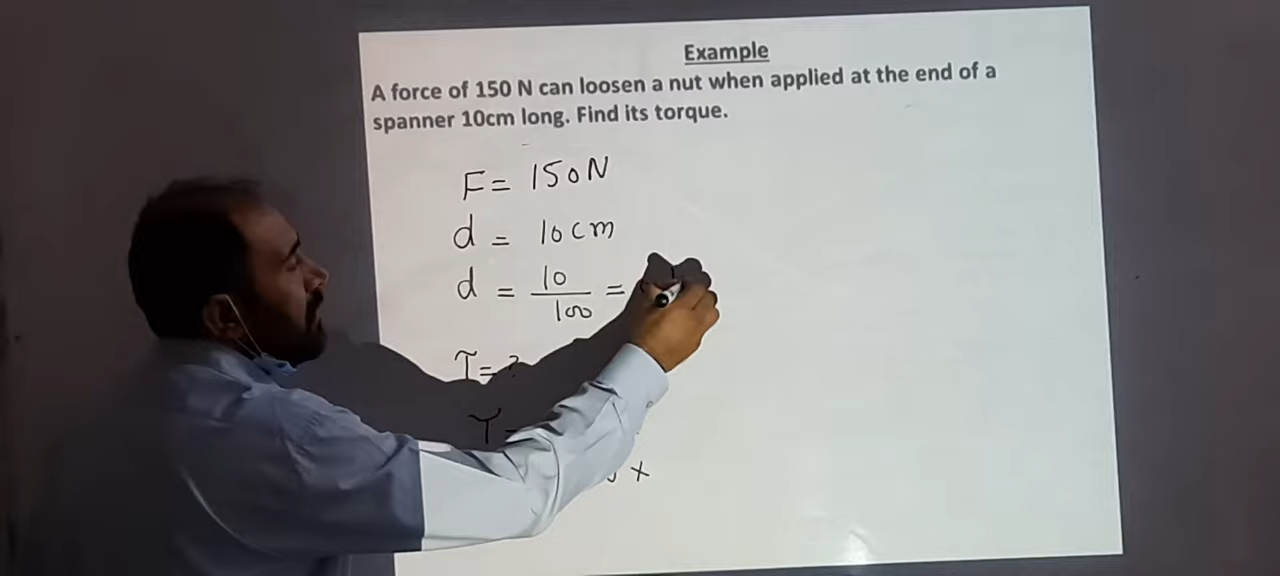 Example
A force of 150 N can loosen a nut when applied at the end of a
spanner 10cm long. Find its torque.
F = 150N
d = 10cm
d = 10/100 =
τ = ?
τ =
×